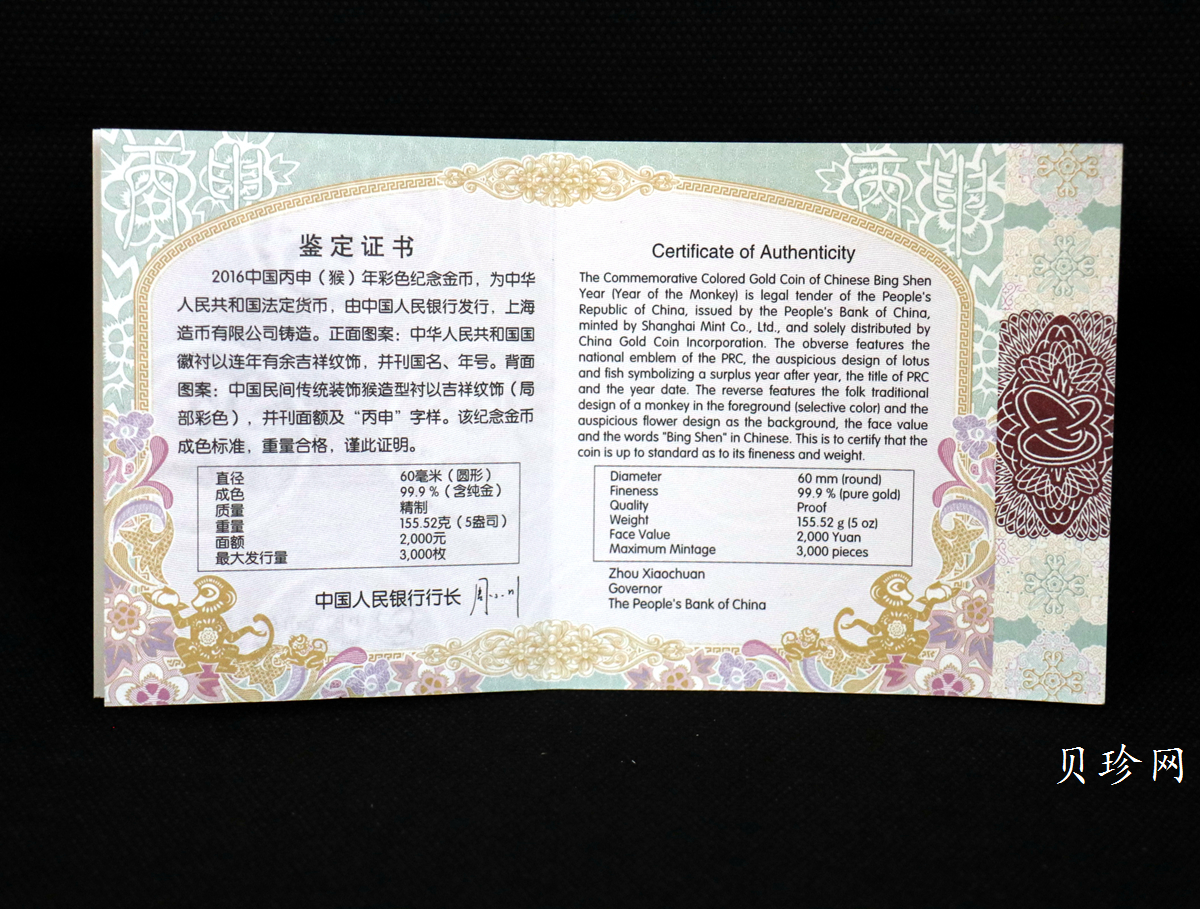 鉴定证书
2016中国丙申（猴）年彩色纪念金币，为中华
人民共和国法定货币，由中国人民银行发行，上海
造币有限公司铸造。正面图案：中华人民共和国国
徽衬以连年有余吉祥纹饰，并刊国名、年号。背面
图案：中国民间传统装饰猴造型衬以吉祥纹饰（局
部彩色），并刊面额及“丙申”字样。该纪念金币
成色标准，重量合格，谨此证明。
直径 60毫米（圆形）
成色 99.9%（含纯金）
质量 精制
重量 155.52克（5盎司）
面额 2,000元
最大发行量 3,000枚
中国人民银行行长 周小川
Certificate of Authenticity
The Commemorative Colored Gold Coin of Chinese Bing Shen
Year (Year of the Monkey) is legal tender of the People's
Republic of China, issued by the People's Bank of China,
minted by Shanghai Mint Co., Ltd., and solely distributed by
China Gold Coin Incorporation. The obverse features the
national emblem of the PRC, the auspicious design of lotus
and fish symbolizing a surplus year after year, the title of PRC
and the year date. The reverse features the folk traditional
design of a monkey in the foreground (selective color) and the
auspicious flower design as the background, the face value
and the words "Bing Shen" in Chinese. This is to certify that the
coin is up to standard as to its fineness and weight.
Diameter 60 mm (round)
Fineness 99.9 % (pure gold)
Quality Proof
Weight 155.52 g (5 oz)
Face Value 2,000 Yuan
Maximum Mintage 3,000 pieces
Zhou Xiaochuan
Governor
The People's Bank of China
丙申
丙申
贝珍网